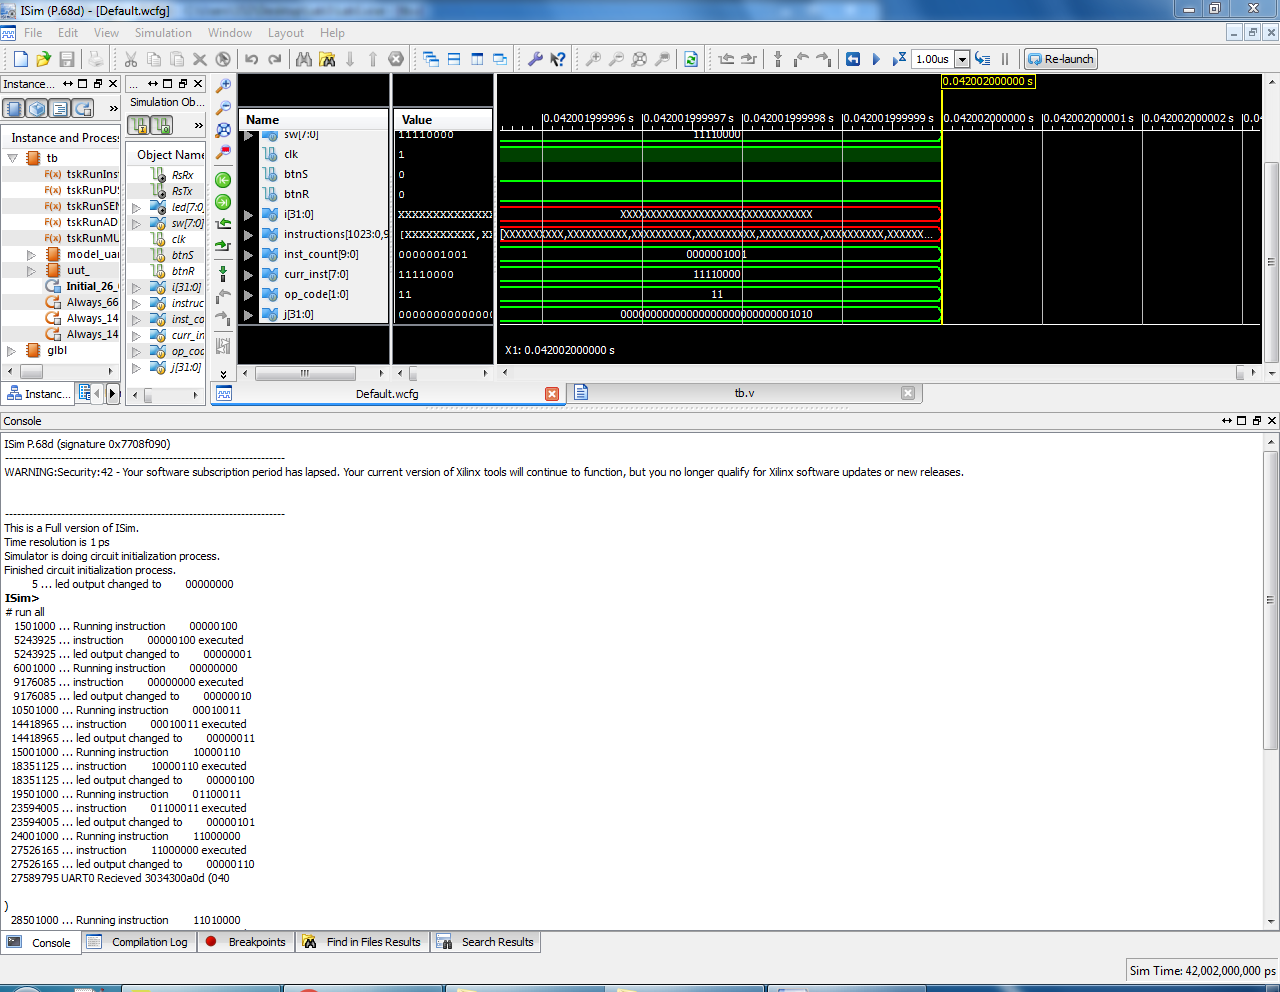 ISim (P.68d) - [Default.wcfg]
File Edit View Simulation Window Layout Help
1.00us Re-launch
Instance... ...
Simulation Ob...
Instance and Process
Object Name
tb
tskRunInst
tskRunPUS
tskRunSEN
tskRunAD
tskRunMU
model_uar
uut_
Initial_26_
Always_66
Always_14
Always_14
glbl
Instanc...
RsRx
RsTx
led[7:0
sw[7:0]
clk
btnS
btnR
i[31:0]
instruc
inst_co
curr_in
op_cod
j[31:0]
Name Value
sw[7:0] 11110000
clk 1
btnS 0
btnR 0
i[31:0] XXXXXXXXXXXXX
instructions[1023:0,9 [XXXXXXXXXX,XX
inst_count[9:0] 0000001001
curr_inst[7:0] 11110000
op_code[1:0] 11
j[31:0] 0000000000000
0.042002000000 s
0.042001999996 s 0.042001999997 s 0.042001999998 s 0.042001999999 s 0.042002000000 s 0.042002000001 s 0.042002000002 s 0.04
11110000
XXXXXXXXXXXXXXXXXXXXXXXXXXXXXXXX
[XXXXXXXXXX,XXXXXXXXXX,XXXXXXXXXX,XXXXXXXXXX,XXXXXXXXXX,XXXXXXXXXX,XXXXXX...
0000001001
11110000
11
00000000000000000000000000001010
X1: 0.042002000000 s
Default.wcfg tb.v
Console
ISim P.68d (signature 0x7708f090)
----------------------------------------------------------------------
WARNING:Security:42 - Your software subscription period has lapsed. Your current version of Xilinx tools will continue to function, but you no longer qualify for Xilinx software updates or new releases.
----------------------------------------------------------------------
This is a Full version of ISim.
Time resolution is 1 ps
Simulator is doing circuit initialization process.
Finished circuit initialization process.
5 ... led output changed to 00000000
ISim>
# run all
1501000 ... Running instruction 00000100
5243925 ... instruction 00000100 executed
5243925 ... led output changed to 00000001
6001000 ... Running instruction 00000000
9176085 ... instruction 00000000 executed
9176085 ... led output changed to 00000010
10501000 ... Running instruction 00010011
14418965 ... instruction 00010011 executed
14418965 ... led output changed to 00000011
15001000 ... Running instruction 10000110
18351125 ... instruction 10000110 executed
18351125 ... led output changed to 00000100
19501000 ... Running instruction 01100011
23594005 ... instruction 01100011 executed
23594005 ... led output changed to 00000101
24001000 ... Running instruction 11000000
27526165 ... instruction 11000000 executed
27526165 ... led output changed to 00000110
27589795 UART0 Recieved 3034300a0d (040
)
28501000 ... Running instruction 11010000
Console Compilation Log Breakpoints Find in Files Results Search Results
Sim Time: 42,002,000,000 ps